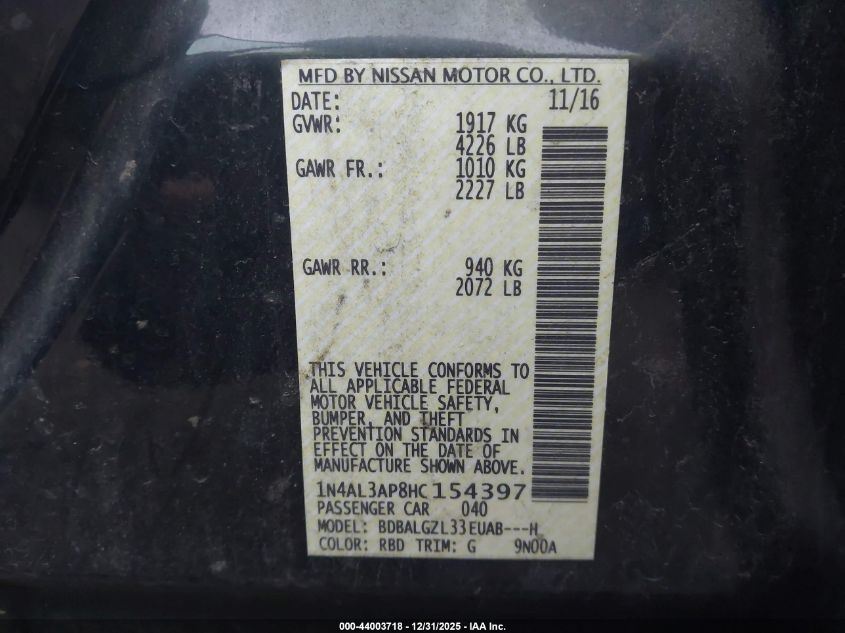 MFD BY NISSAN MOTOR CO., LTD.
DATE: 11/16
GVWR: 1917 KG
4226 LB
GAWR FR.: 1010 KG
2227 LB
GAWR RR.: 940 KG
2072 LB
THIS VEHICLE CONFORMS TO
ALL APPLICABLE FEDERAL
MOTOR VEHICLE SAFETY,
BUMPER, AND THEFT
PREVENTION STANDARDS IN
EFFECT ON THE DATE OF
MANUFACTURE SHOWN ABOVE.
1N4AL3AP8HC154397
PASSENGER CAR 040
MODEL: BDBALGZL33EUAB---H
COLOR: RBD TRIM: G 9N00A
000-44003718 - 12/31/2025 - IAA Inc.